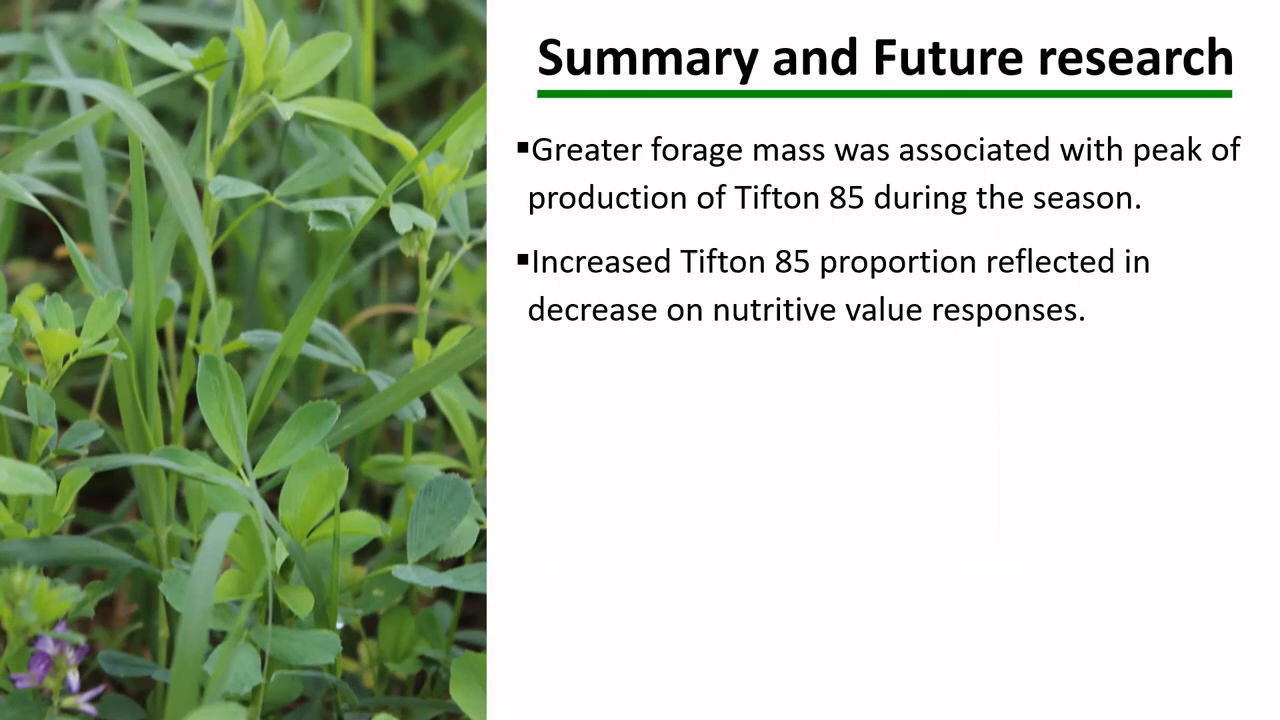 Summary and Future research
▪Greater forage mass was associated with peak of
production of Tifton 85 during the season.
▪Increased Tifton 85 proportion reflected in
decrease on nutritive value responses.